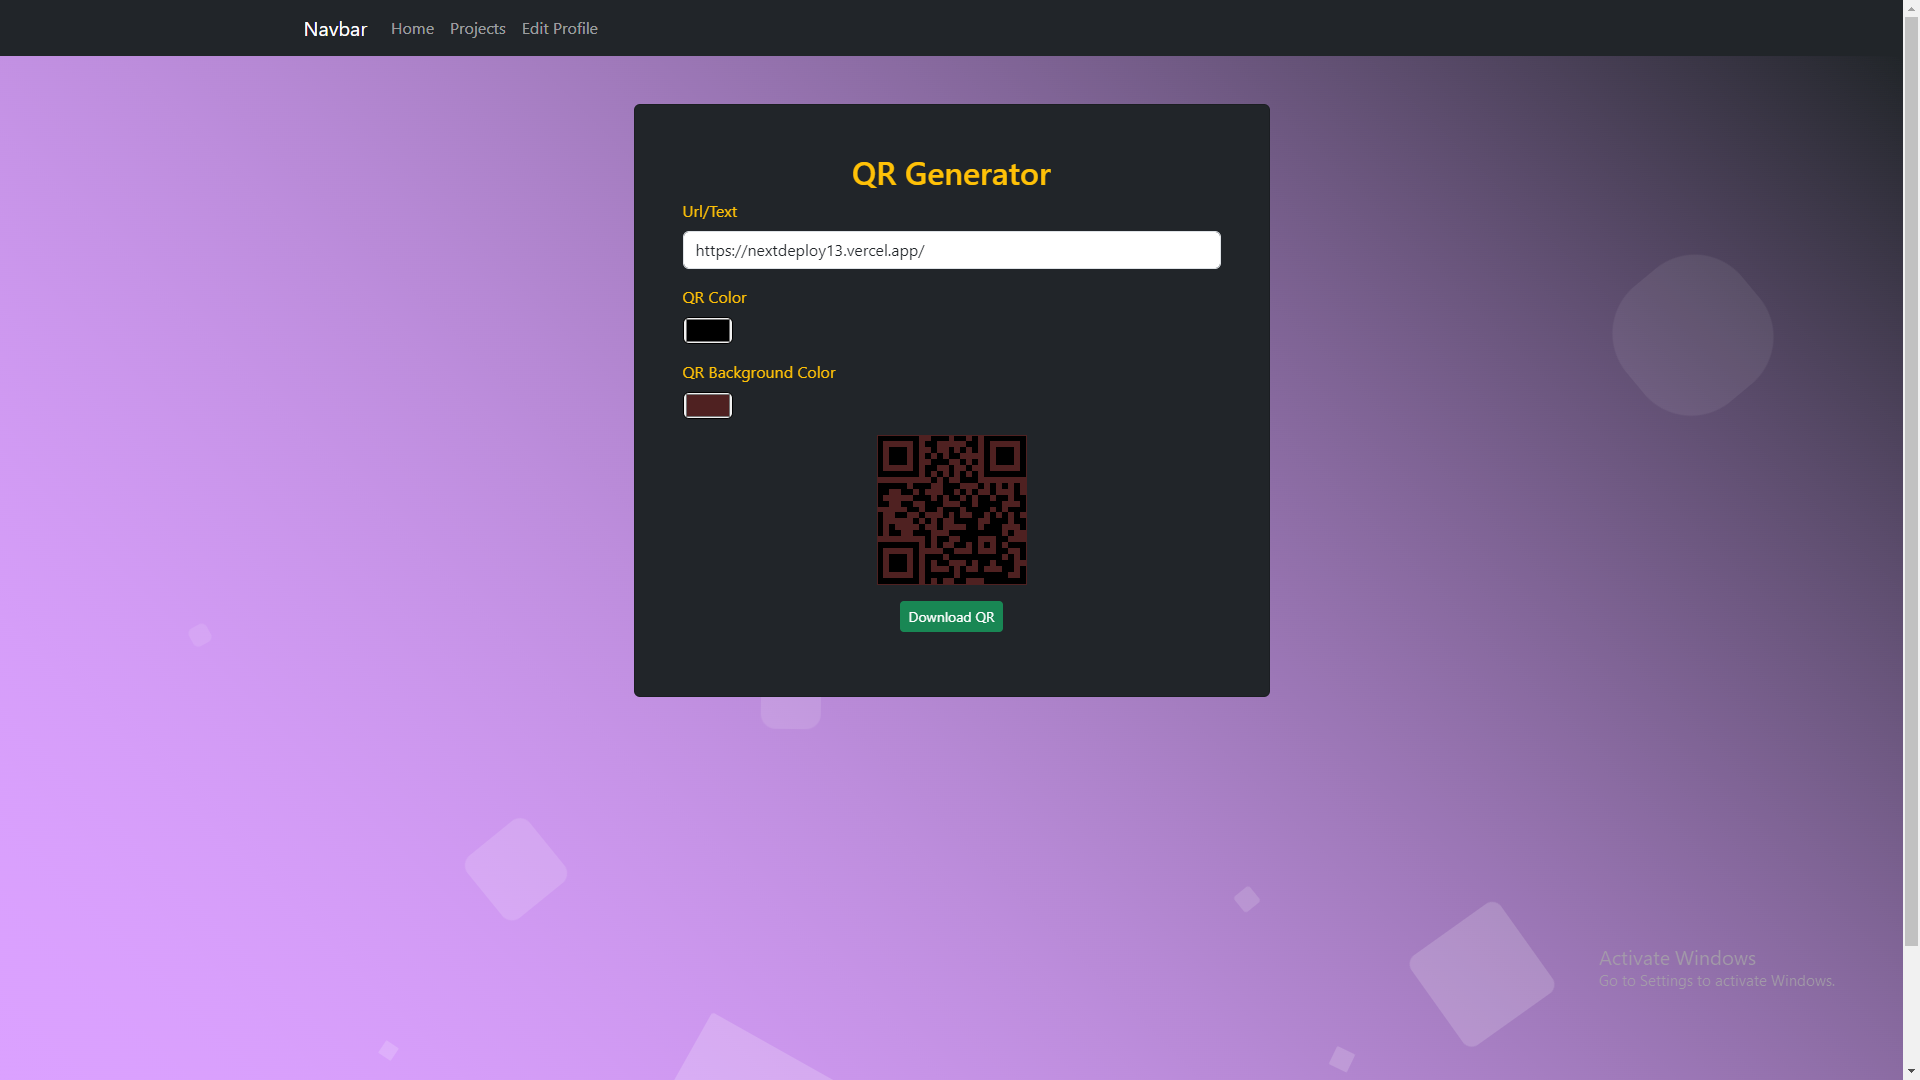 Navbar Home Projects Edit Profile
QR Generator
Url/Text
https://nextdeploy13.vercel.app/
QR Color
QR Background Color
Download QR
Activate Windows
Go to Settings to activate Windows.